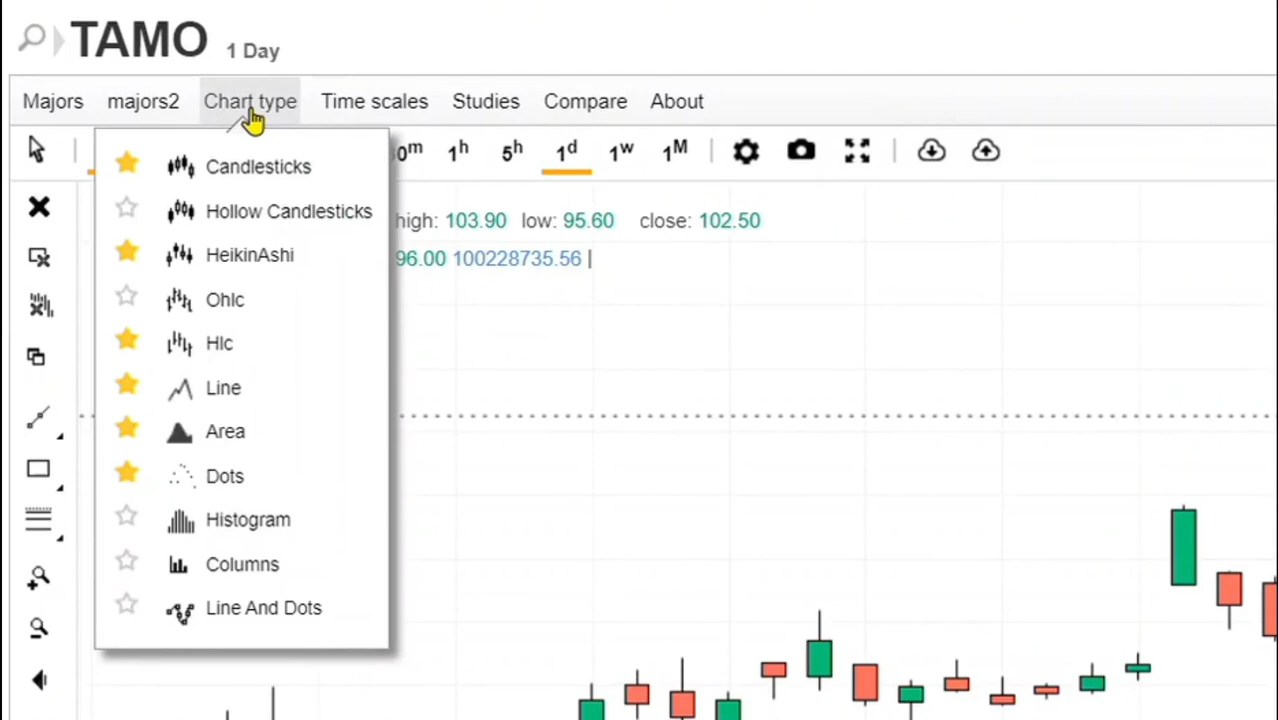 TAMO 1 Day
Majors majors2 Chart type Time scales Studies Compare About
0m 1h 5h 1d 1w 1M
Candlesticks
Hollow Candlesticks
high: 103.90 low: 95.60 close: 102.50
HeikinAshi
96.00 100228735.56 |
Ohlc
Hlc
Line
Area
Dots
Histogram
Columns
Line And Dots